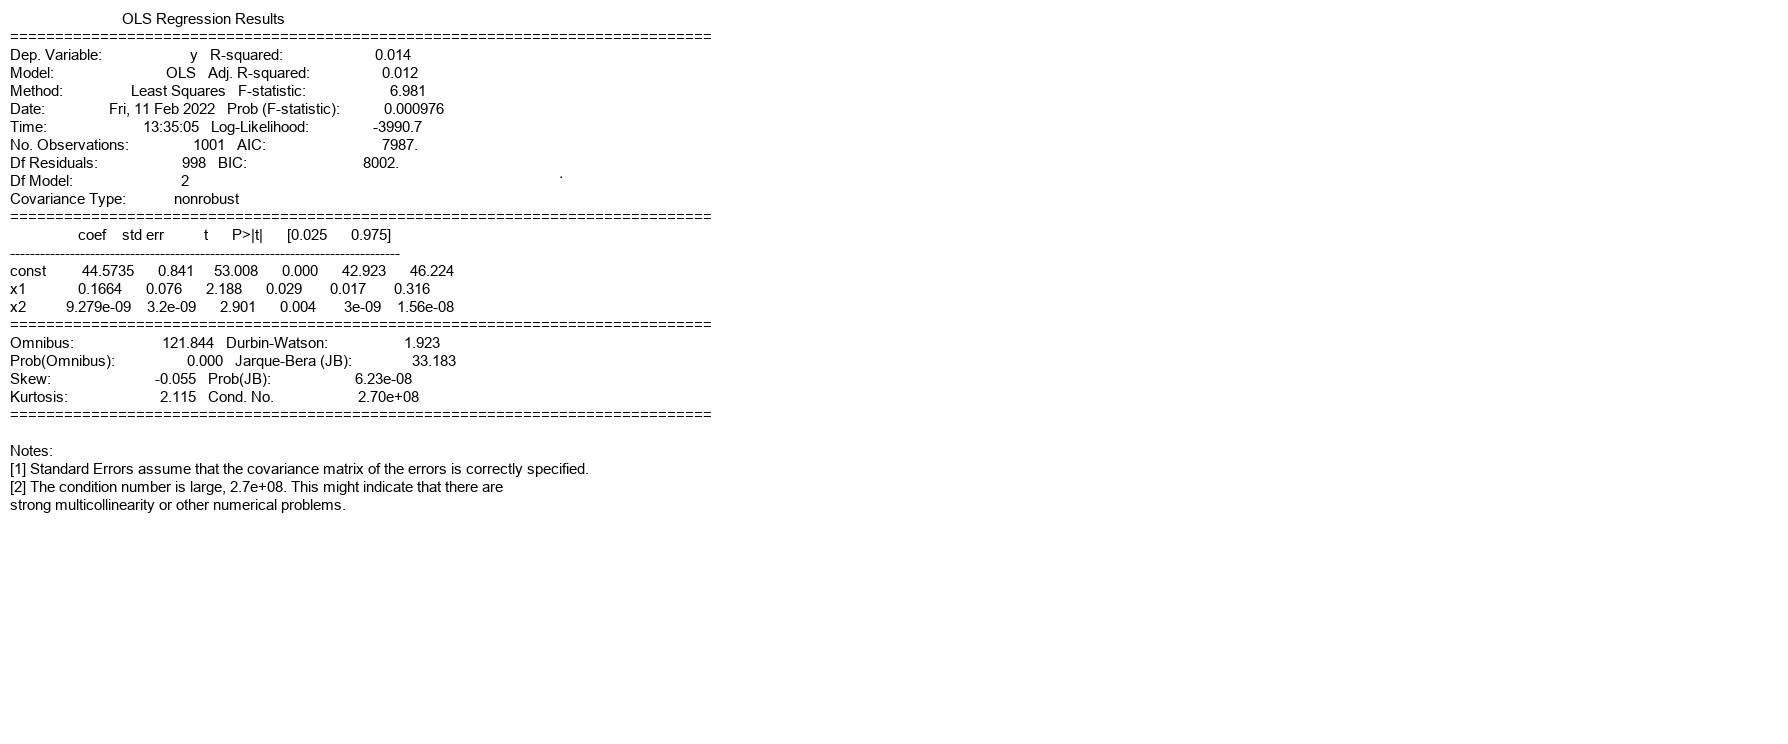 OLS Regression Results
==============================================================================
Dep. Variable: y R-squared: 0.014
Model: OLS Adj. R-squared: 0.012
Method: Least Squares F-statistic: 6.981
Date: Fri, 11 Feb 2022 Prob (F-statistic): 0.000976
Time: 13:35:05 Log-Likelihood: -3990.7
No. Observations: 1001 AIC: 7987.
Df Residuals: 998 BIC: 8002.
Df Model: 2 .
Covariance Type: nonrobust
==============================================================================
coef std err t P>|t| [0.025 0.975]
------------------------------------------------------------------------------
const 44.5735 0.841 53.008 0.000 42.923 46.224
x1 0.1664 0.076 2.188 0.029 0.017 0.316
x2 9.279e-09 3.2e-09 2.901 0.004 3e-09 1.56e-08
==============================================================================
Omnibus: 121.844 Durbin-Watson: 1.923
Prob(Omnibus): 0.000 Jarque-Bera (JB): 33.183
Skew: -0.055 Prob(JB): 6.23e-08
Kurtosis: 2.115 Cond. No. 2.70e+08
==============================================================================
Notes:
[1] Standard Errors assume that the covariance matrix of the errors is correctly specified.
[2] The condition number is large, 2.7e+08. This might indicate that there are
strong multicollinearity or other numerical problems.